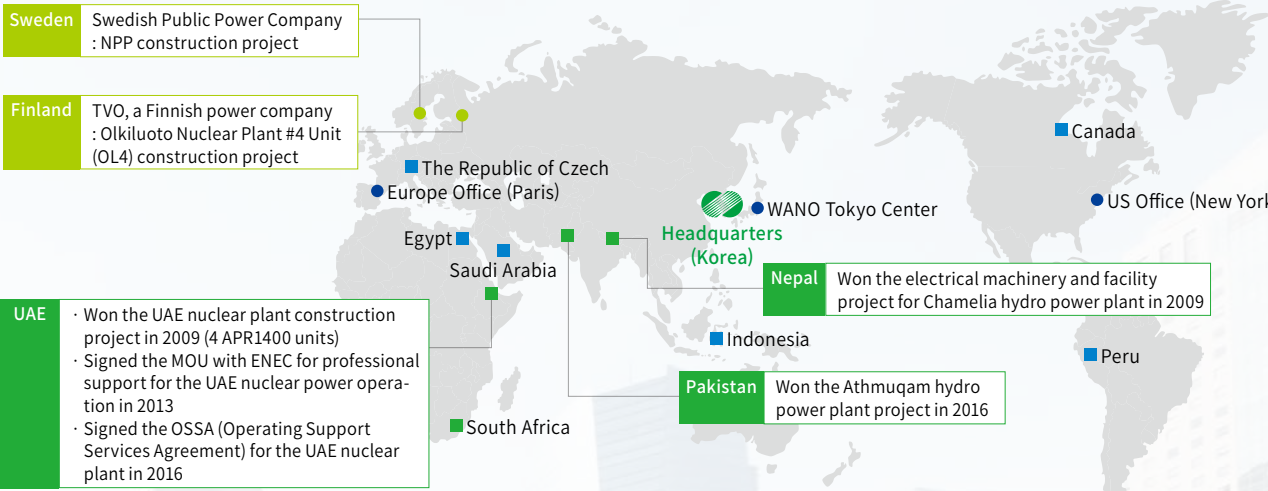 Sweden
Swedish Public Power Company
: NPP construction project
Finland
TVO, a Finnish power company
: Olkiluoto Nuclear Plant #4 Unit
(OL4) construction project
The Republic of Czech
Europe Office (Paris)
Canada
US Office (New York
WANO Tokyo Center
Headquarters
(Korea)
Egypt
Saudi Arabia
Nepal
Won the electrical machinery and facility
project for Chamelia hydro power plant in 2009
UAE
· Won the UAE nuclear plant construction
project in 2009 (4 APR1400 units)
· Signed the MOU with ENEC for professional
support for the UAE nuclear power opera-
tion in 2013
· Signed the OSSA (Operating Support
Services Agreement) for the UAE nuclear
plant in 2016
Indonesia
Peru
Pakistan
Won the Athmuqam hydro
power plant project in 2016
South Africa